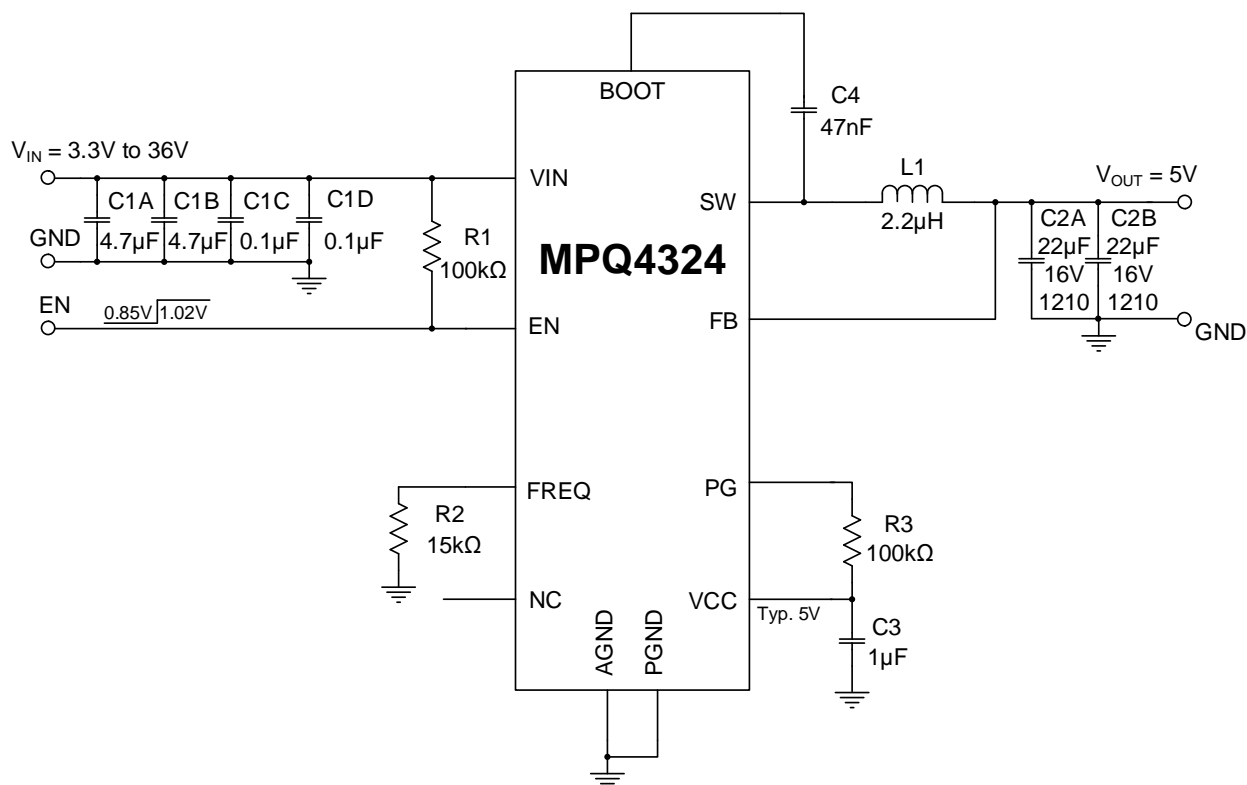 BOOT
C4
47nF
VIN = 3.3V to 36V
C1A
C1B
C1C
C1D
4.7µF
4.7µF
0.1µF
0.1µF
GND
R1
100kΩ
EN
0.85V
1.02V
VIN
EN
MPQ4324
SW
FB
L1
2.2µH
VOUT = 5V
C2A
22µF
16V
1210
C2B
22µF
16V
1210
GND
FREQ
R2
15kΩ
NC
PG
R3
100kΩ
VCC
Typ. 5V
C3
1µF
AGND
PGND